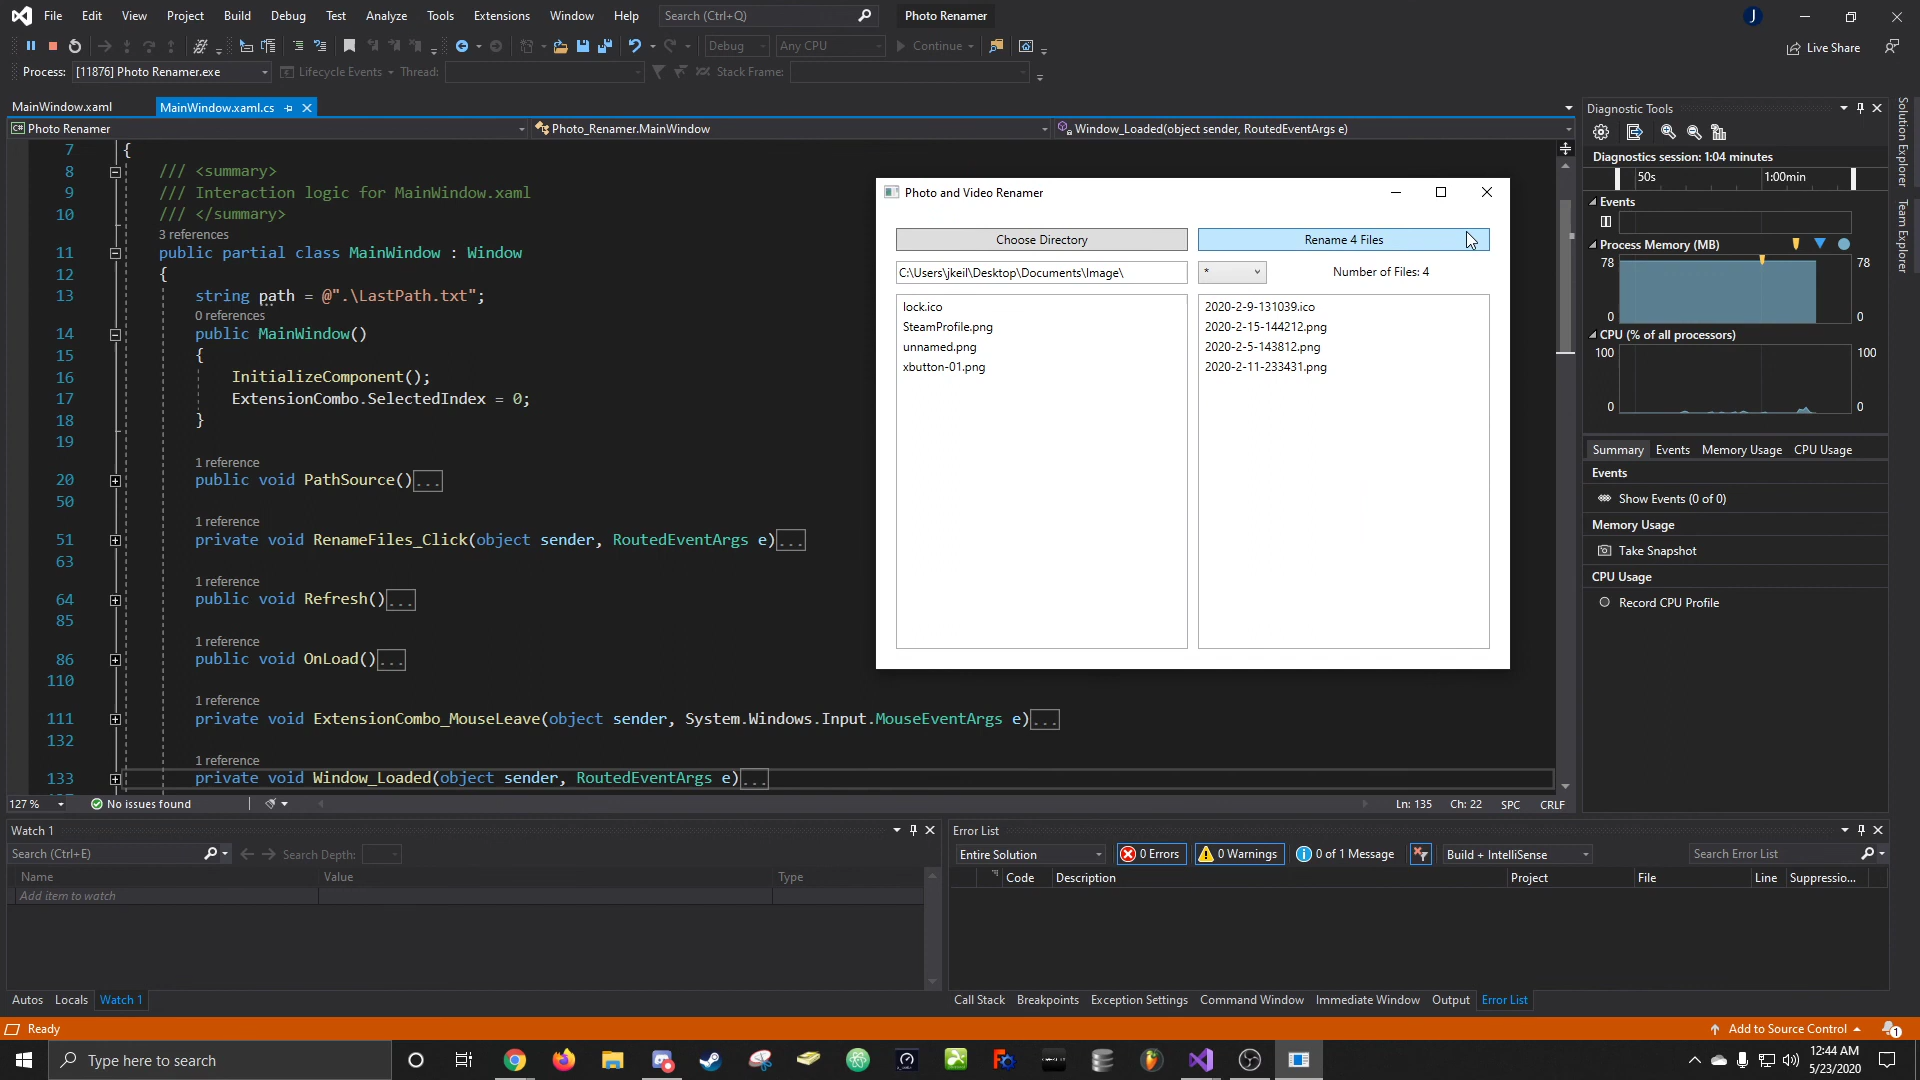 File Edit View Project Build Debug Test Analyze Tools Extensions Window Help Search (Ctrl+Q) Photo Renamer J
Debug Any CPU Continue Live Share
Process: [11876] Photo Renamer.exe Lifecycle Events Thread: Stack Frame:
MainWindow.xaml MainWindow.xaml.cs
Photo Renamer Photo_Renamer.MainWindow Window_Loaded(object sender, RoutedEventArgs e)
7 {
8 /// <summary>
9 /// Interaction logic for MainWindow.xaml
10 /// </summary>
3 references
11 public partial class MainWindow : Window
12 {
13 string path = @".\LastPath.txt";
0 references
14 public MainWindow()
15 {
16 InitializeComponent();
17 ExtensionCombo.SelectedIndex = 0;
18 }
19
1 reference
20 public void PathSource()...
50
1 reference
51 private void RenameFiles_Click(object sender, RoutedEventArgs e)...
63
1 reference
64 public void Refresh()...
85
1 reference
86 public void OnLoad()...
110
1 reference
111 private void ExtensionCombo_MouseLeave(object sender, System.Windows.Input.MouseEventArgs e)...
132
1 reference
133 private void Window_Loaded(object sender, RoutedEventArgs e)...
127 % No issues found Ln: 135 Ch: 22 SPC CRLF
Photo and Video Renamer
Choose Directory Rename 4 Files
C:\Users\jkeil\Desktop\Documents\Image\ * Number of Files: 4
lock.ico 2020-2-9-131039.ico
SteamProfile.png 2020-2-15-144212.png
unnamed.png 2020-2-5-143812.png
xbutton-01.png 2020-2-11-233431.png
Diagnostic Tools
Diagnostics session: 1:04 minutes
50s 1:00min
Events
Process Memory (MB)
78 78
0 0
CPU (% of all processors)
100 100
0 0
Summary Events Memory Usage CPU Usage
Events
Show Events (0 of 0)
Memory Usage
Take Snapshot
CPU Usage
Record CPU Profile
Solution Explorer
Team Explorer
Watch 1
Search (Ctrl+E) Search Depth:
Name Value Type
Add item to watch
Autos Locals Watch 1
Error List
Entire Solution 0 Errors 0 Warnings 0 of 1 Message Build + IntelliSense Search Error List
Code Description Project File Line Suppressio...
Call Stack Breakpoints Exception Settings Command Window Immediate Window Output Error List
Ready Add to Source Control 1
Type here to search
12:44 AM
5/23/2020